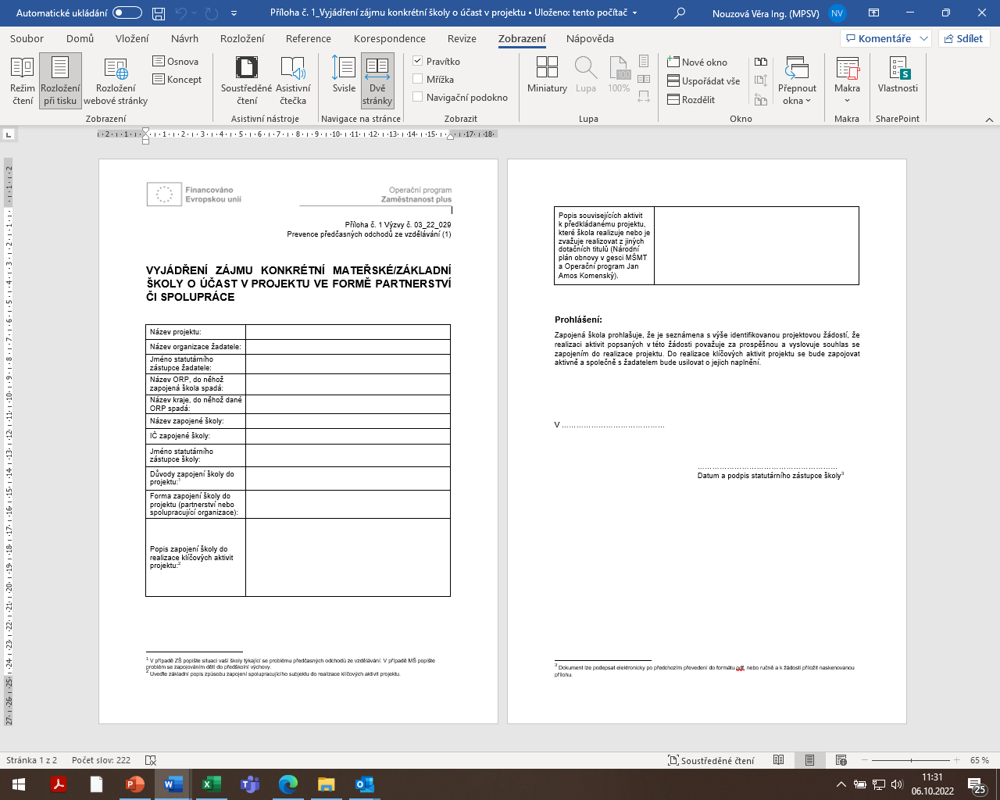 Automatické ukládání
Příloha č. 1_Vyjádření zájmu konkrétní školy o účast v projektu • Uloženo: tento počítač
Nouzová Věra Ing. (MPSV)
NV
Soubor
Domů
Vložení
Návrh
Rozložení
Reference
Korespondence
Revize
Zobrazení
Nápověda
Komentáře
Sdílet
Režim
čtení
Rozložení
při tisku
Rozložení
webové stránky
Osnova
Koncept
Zobrazení
Soustředěné
čtení
Asistivní
čtečka
Asistivní nástroje
Svisle
Dvě
stránky
Navigace na stránce
Pravítko
Mřížka
Navigační podokno
Zobrazit
Miniatury
Lupa
100%
Lupa
Nové okno
Uspořádat vše
Rozdělit
Přepnout
okna
Okno
Makra
Makra
Vlastnosti
SharePoint
Financováno
Evropskou unií
Operační program
Zaměstnanost plus
Příloha č. 1 Výzvy č. 03_22_029
Prevence předčasných odchodů ze vzdělávání (1)
VYJÁDŘENÍ ZÁJMU KONKRÉTNÍ MATEŘSKÉ/ZÁKLADNÍ
ŠKOLY O ÚČAST V PROJEKTU VE FORMĚ PARTNERSTVÍ
ČI SPOLUPRÁCE
Název projektu:
Název organizace žadatele:
Jméno statutárního
zástupce žadatele:
Název ORP, do něhož
zapojená škola spadá:
Název kraje, do něhož dané
ORP spadá:
Název zapojené školy:
IČ zapojené školy:
Jméno statutárního
zástupce školy:
Důvody zapojení školy do
projektu:1
Forma zapojení školy do
projektu (partnerství nebo
spolupracující organizace):
Popis zapojení školy do
realizace klíčových aktivit
projektu:2
1 V případě ZŠ popište situaci vaší školy týkající se problému předčasných odchodů ze vzdělávání. V případě MŠ popište
problém se zapojováním dětí do předškolní výchovy.
2 Uveďte základní popis způsobu zapojení spolupracujícího subjektu do realizace klíčových aktivit projektu.
Popis souvisejících aktivit
k předkládanému projektu,
které škola realizuje nebo je
zvažuje realizovat z jiných
dotačních titulů (Národní
plán obnovy v gesci MŠMT
a Operační program Jan
Amos Komenský).
Prohlášení:
Zapojená škola prohlašuje, že je seznámena s výše identifikovanou projektovou žádostí, že
realizaci aktivit popsaných v této žádosti považuje za prospěšnou a vyslovuje souhlas se
zapojením do realizace projektu. Do realizace klíčových aktivit projektu se bude zapojovat
aktivně a společně s žadatelem bude usilovat o jejich naplnění.
V ……………………………………
…………………………………………………
Datum a podpis statutárního zástupce školy3
3 Dokument lze podepsat elektronicky po předchozím převedení do formátu pdf, nebo ručně a k žádosti přiložit naskenovanou
přílohu.
Stránka 1 z 2
Počet slov: 222
Soustředěné čtení
65 %
11:31
06.10.2022
25